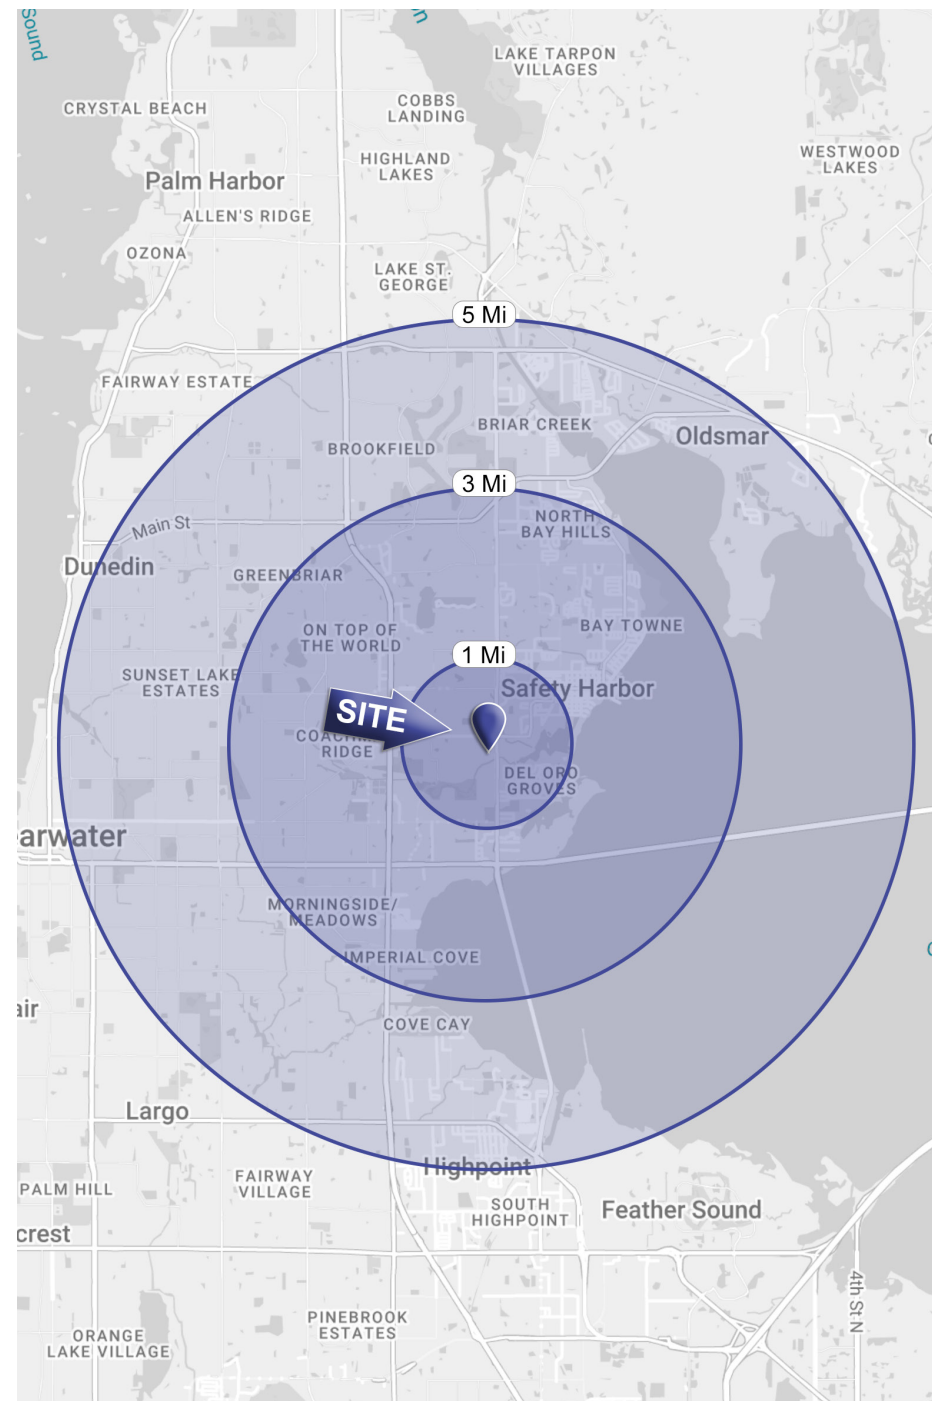 Sound
LAKE TARPON
VILLAGES
CRYSTAL BEACH
COBBS
LANDING
WESTWOOD
LAKES
HIGHLAND
LAKES
Palm Harbor
ALLEN'S RIDGE
OZONA
LAKE ST.
GEORGE
5 Mi
FAIRWAY ESTATE
BRIAR CREEK
Oldsmar
BROOKFIELD
3 Mi
Main St
NORTH
BAY HILLS
Dunedin
GREENBRIAR
ON TOP OF
THE WORLD
BAY TOWNE
1 Mi
SUNSET LAKE
ESTATES
Safety Harbor
SITE
RIDGE
DEL ORO
GROVES
arwater
MORNINGSIDE/
MEADOWS
IMPERIAL COVE
air
COVE CAY
Largo
Highpoint
FAIRWAY
VILLAGE
PALM HILL
SOUTH
HIGHPOINT
Feather Sound
crest
4th St N
PINEBROOK
ESTATES
ORANGE
LAKE VILLAGE